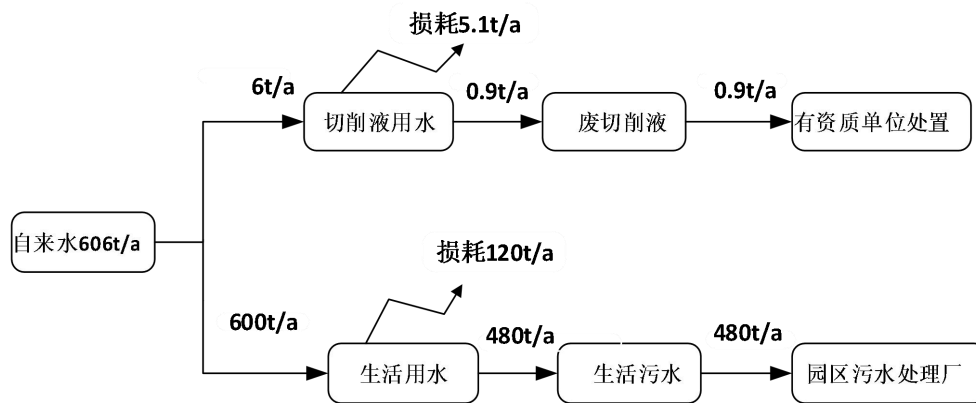 损耗5.1t/a
6t/a
0.9t/a
0.9t/a
切削液用水
废切削液
有资质单位处置
自来水606t/a
损耗120t/a
600t/a
480t/a
480t/a
生活用水
生活污水
园区污水处理厂